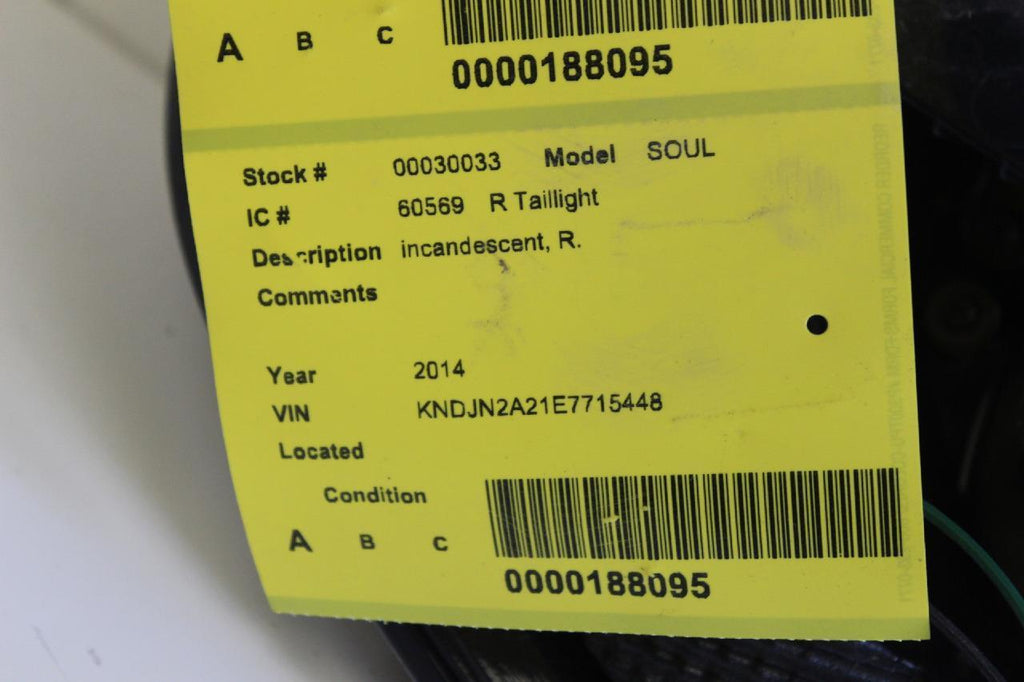 A B C
0000188095
Stock # 00030033 Model SOUL
IC # 60569 R Taillight
Description incandescent, R.
Comments
Year 2014
VIN KNDJN2A21E7715448
Located
Condition
A B C
0000188095